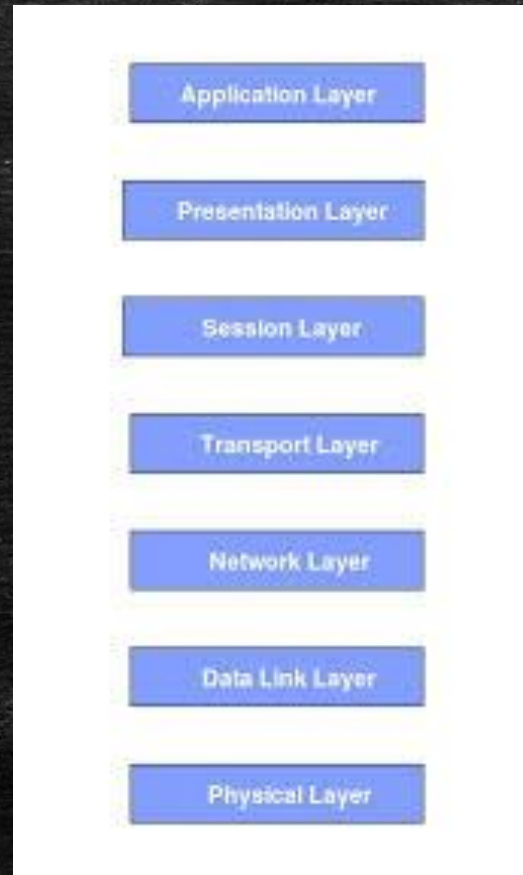 Application Layer
Presentation Layer
Session Layer
Transport Layer
Network Layer
Data Link Layer
Physical Layer